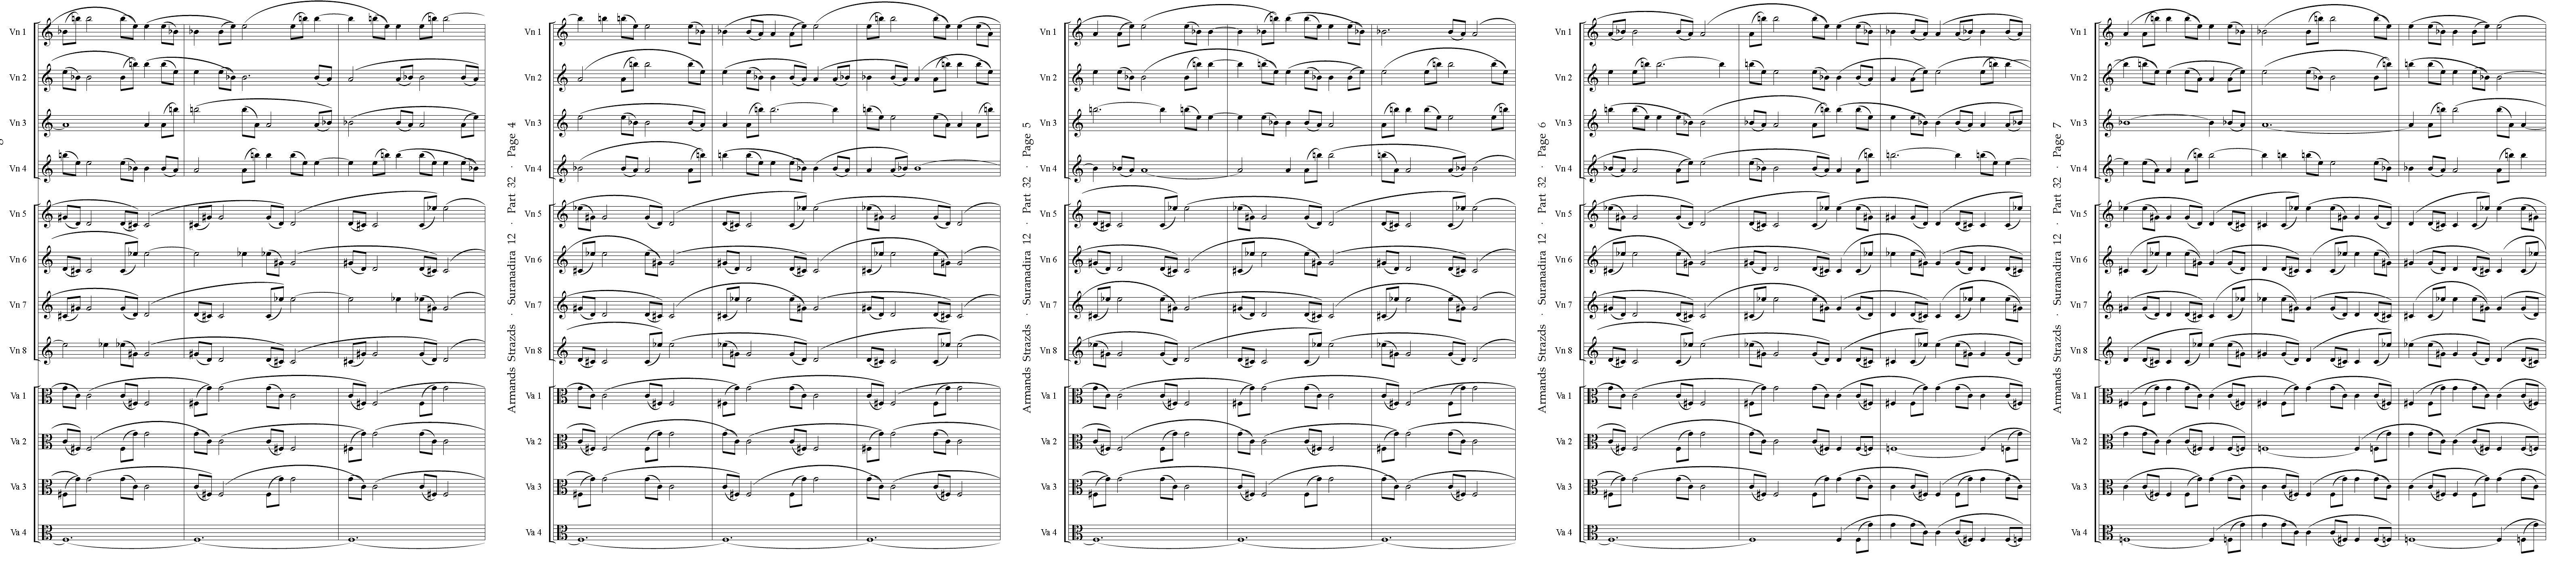 Vn 1
Vn 2
Vn 3
Vn 4
Vn 5
Vn 6
Vn 7
Vn 8
Va 1
Va 2
Va 3
Va 4
Armands Strazds · Suranadira 12 · Part 32 · Page 4
Vn 1
Vn 2
Vn 3
Vn 4
Vn 5
Vn 6
Vn 7
Vn 8
Va 1
Va 2
Va 3
Va 4
Armands Strazds · Suranadira 12 · Part 32 · Page 5
Vn 1
Vn 2
Vn 3
Vn 4
Vn 5
Vn 6
Vn 7
Vn 8
Va 1
Va 2
Va 3
Va 4
Armands Strazds · Suranadira 12 · Part 32 · Page 6
Vn 1
Vn 2
Vn 3
Vn 4
Vn 5
Vn 6
Vn 7
Vn 8
Va 1
Va 2
Va 3
Va 4
Armands Strazds · Suranadira 12 · Part 32 · Page 7
Vn 1
Vn 2
Vn 3
Vn 4
Vn 5
Vn 6
Vn 7
Vn 8
Va 1
Va 2
Va 3
Va 4